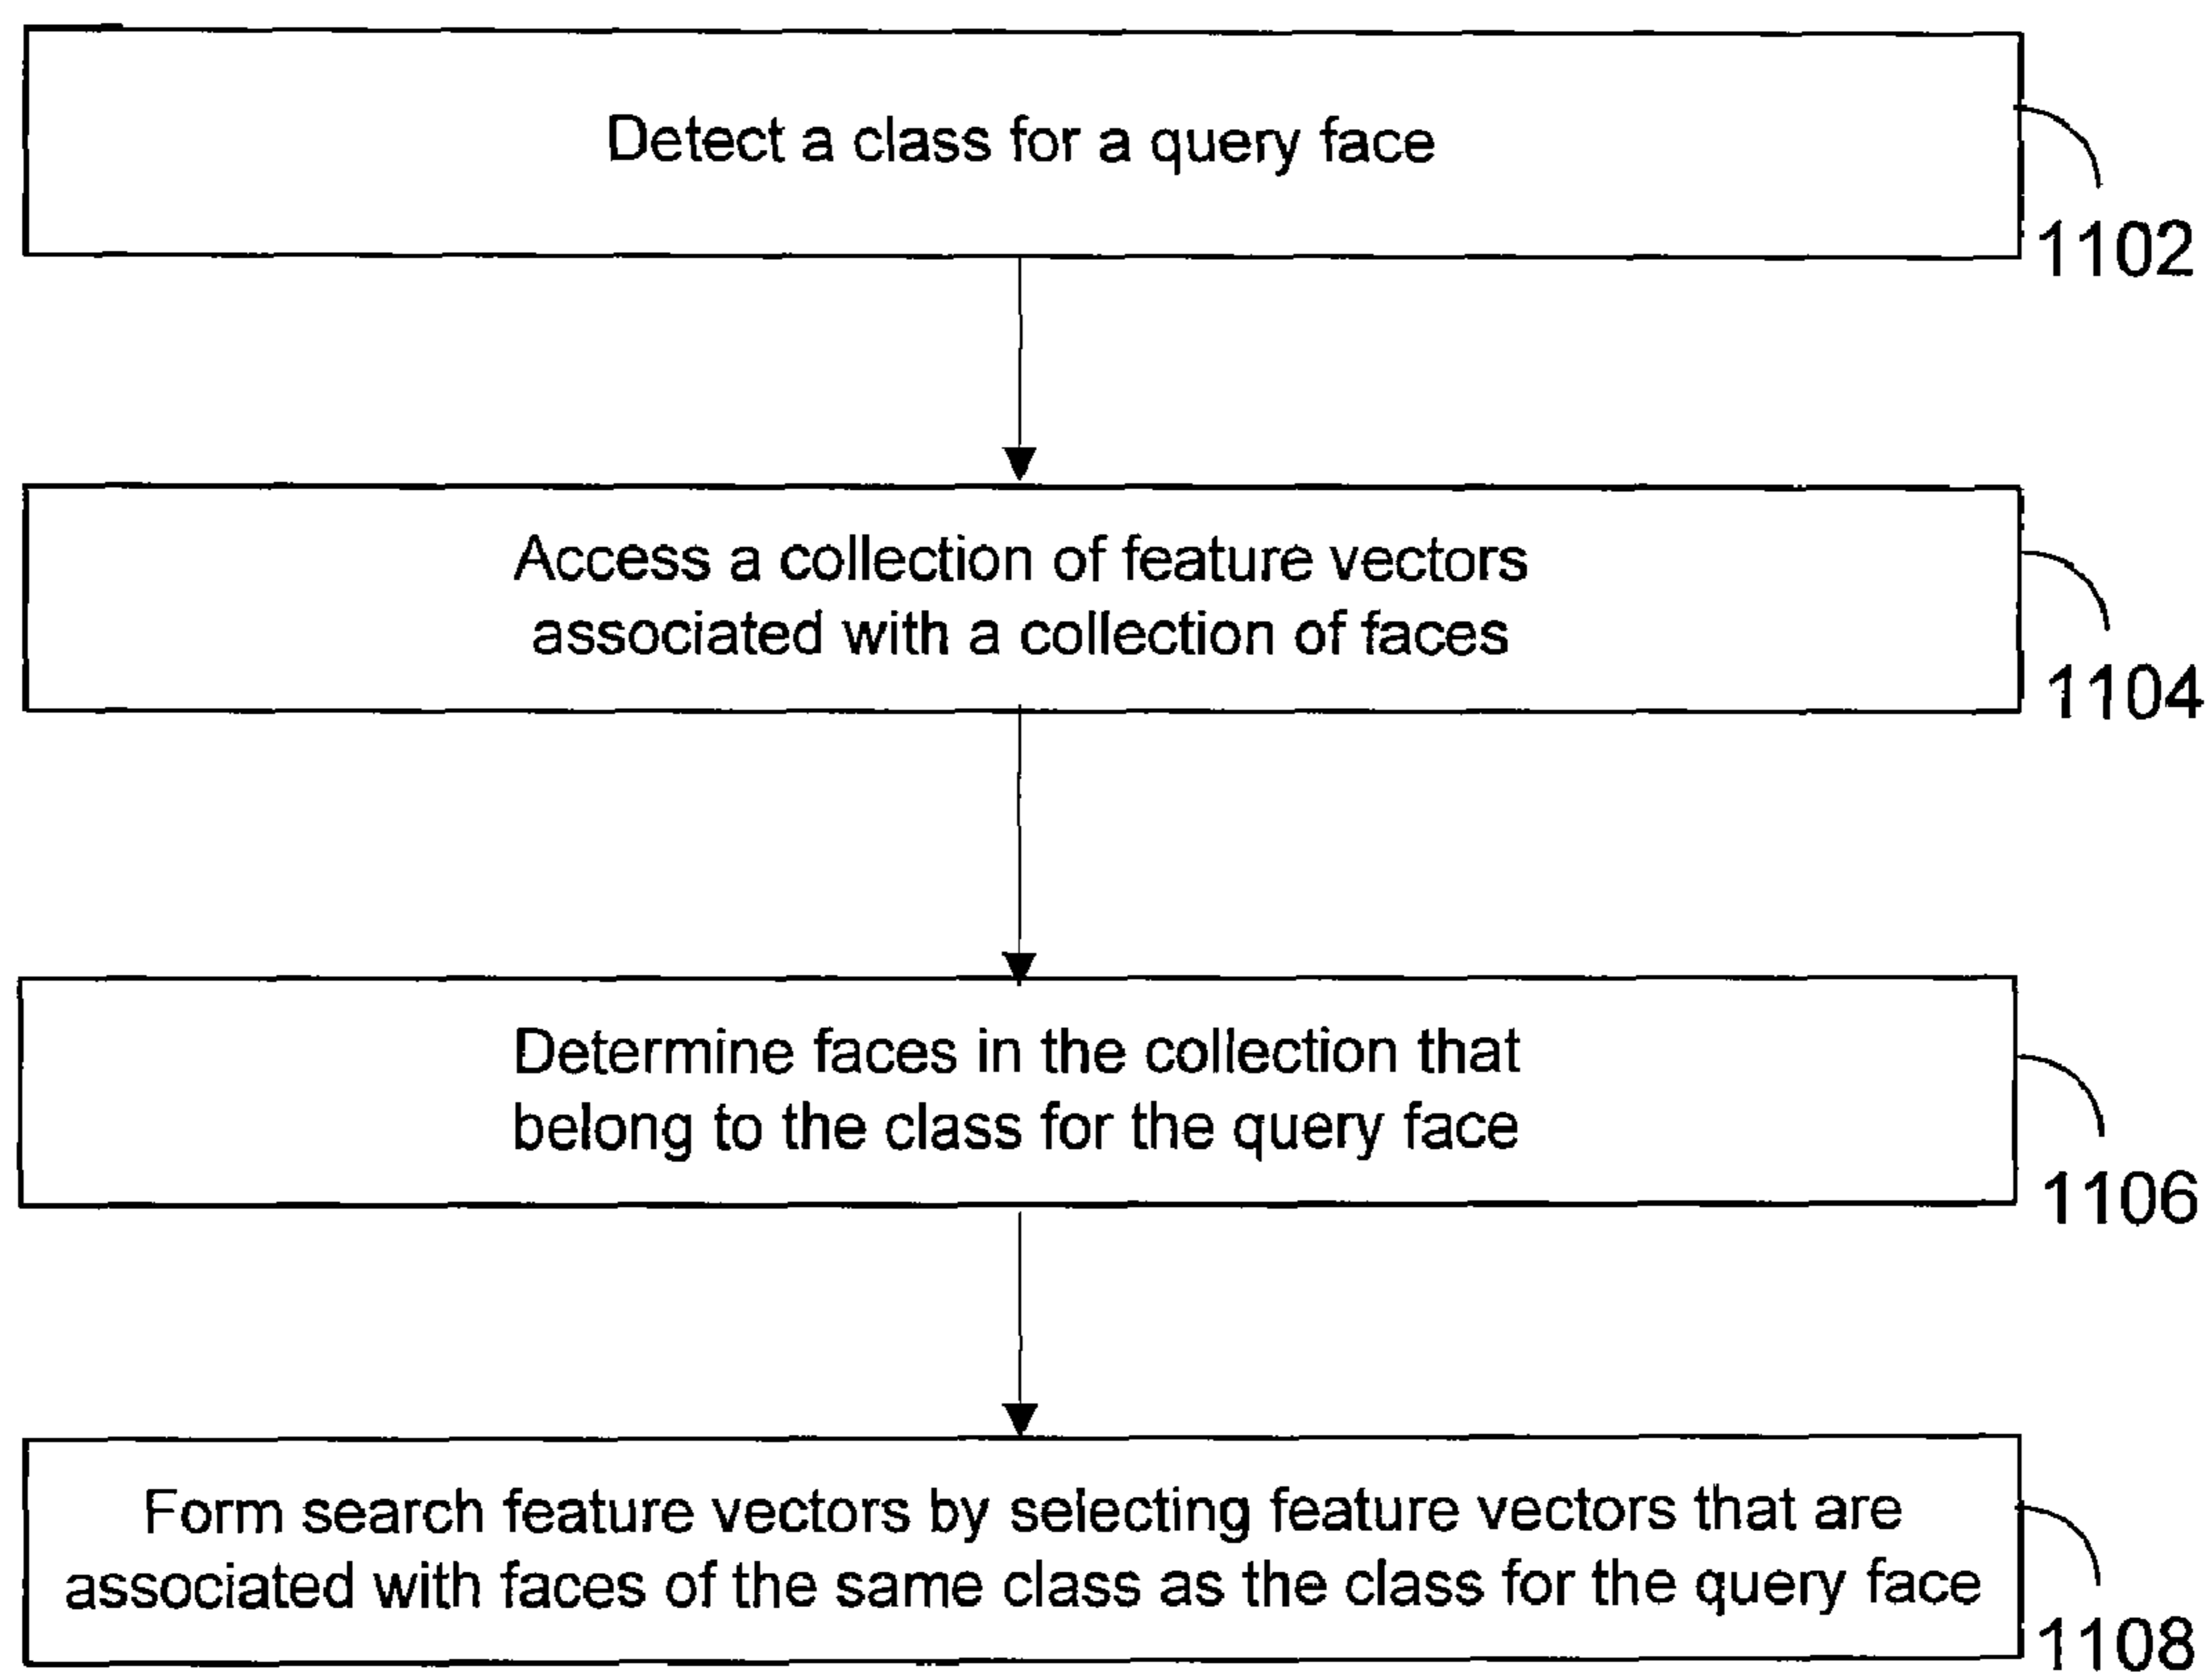 Detect a class for a query face
1102
Access a collection of feature vectors
associated with a collection of faces
1104
Determine faces in the collection that
belong to the class for the query face
1106
Form search feature vectors by selecting feature vectors that are
associated with faces of the same class as the class for the query face
1108